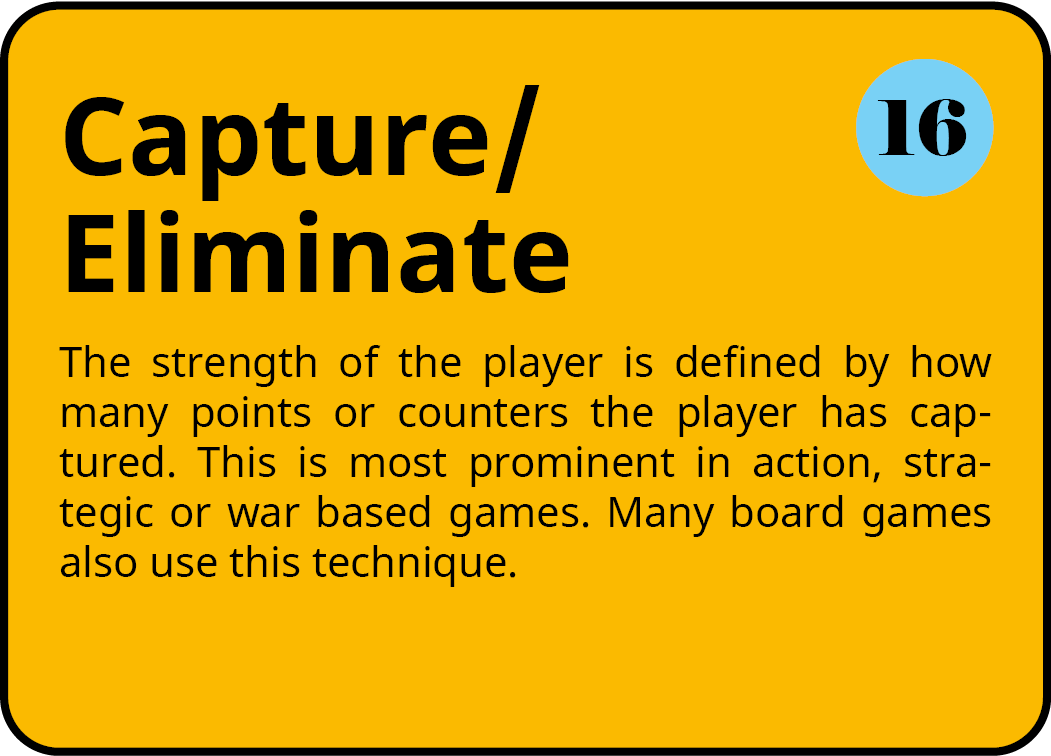 Capture/
16
Eliminate
The strength of the player is defined by how
many points or counters the player has cap-
tured. This is most prominent in action, stra-
tegic or war based games. Many board games
also use this technique.